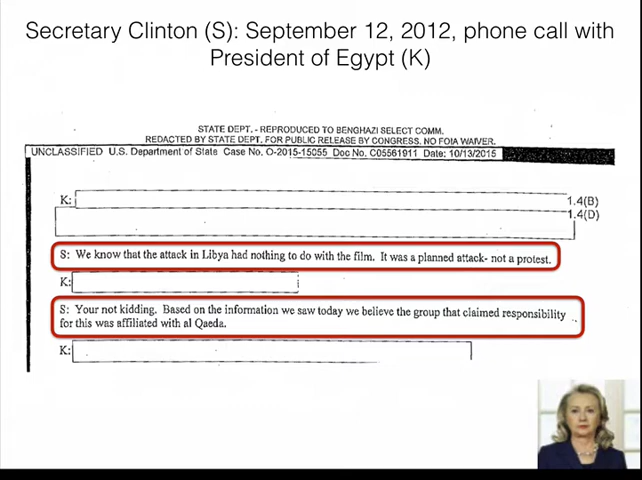 Secretary Clinton (S): September 12, 2012, phone call with
President of Egypt (K)
STATE DEPT. - REPRODUCED TO BENGHAZI SELECT COMM.
REDACTED BY STATE DEPT. FOR PUBLIC RELEASE BY CONGRESS. NO FOIA WAIVER.
UNCLASSIFIED U.S. Department of State Case No. O-2015-15055 Doc No. C05561911 Date: 10/13/2015
K: 1.4(B)
1.4(D)
S: We know that the attack in Libya had nothing to do with the film. It was a planned attack- not a protest.
K:
S: Your not kidding. Based on the information we saw today we believe the group that claimed responsibility
for this was affiliated with al Qaeda.
K: